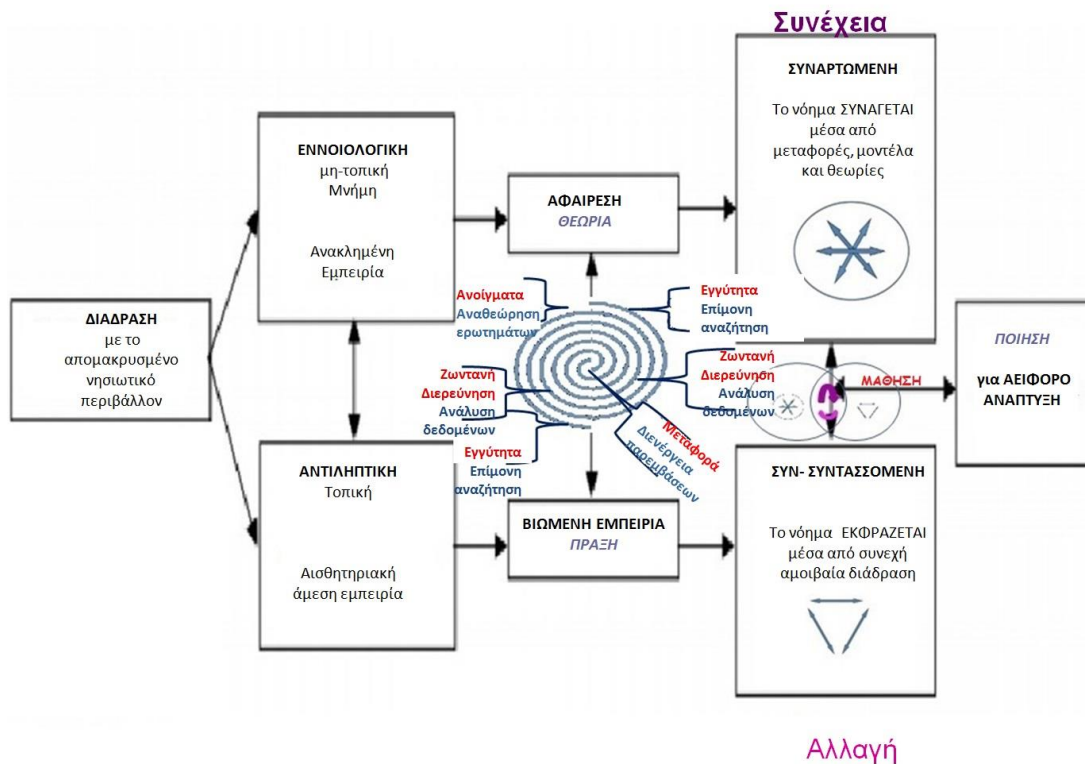 Συνέχεια
ΣΥΝΑΡΤΩΜΕΝΗ
Το νόημα ΣΥΝΑΓΕΤΑΙ
μέσα από
μεταφορές, μοντέλα
και θεωρίες
ΕΝΝΟΙΟΛΟΓΙΚΗ
μη-τοπική
Μνήμη
Ανακλημένη
Εμπειρία
ΑΦΑΙΡΕΣΗ
ΘΕΩΡΙΑ
ΔΙΑΔΡΑΣΗ
με το
απομακρυσμένο
νησιωτικό
περιβάλλον
Ανοίγματα
Αναθεώρηση
ερωτημάτων
Εγγύτητα
Επίμονη
αναζήτηση
Ζωντανή
Διερεύνηση
Ανάλυση
δεδομένων
Ζωντανή
Διερεύνηση
Ανάλυση
δεδομένων
Εγγύτητα
Επίμονη
αναζήτηση
Μεταφορά
Διενέργεια
παρεμβάσεων
ΜΑΘΗΣΗ
ΠΟΙΗΣΗ
για ΑΕΙΦΟΡΟ
ΑΝΑΠΤΥΞΗ
ΑΝΤΙΛΗΠΤΙΚΗ
Τοπική
Αισθητηριακή
άμεση εμπειρία
ΒΙΩΜΕΝΗ ΕΜΠΕΙΡΙΑ
ΠΡΑΞΗ
ΣΥΝ- ΣΥΝΤΑΣΣΟΜΕΝΗ
Το νόημα ΕΚΦΡΑΖΕΤΑΙ
μέσα από συνεχή
αμοιβαία διάδραση
Αλλαγή